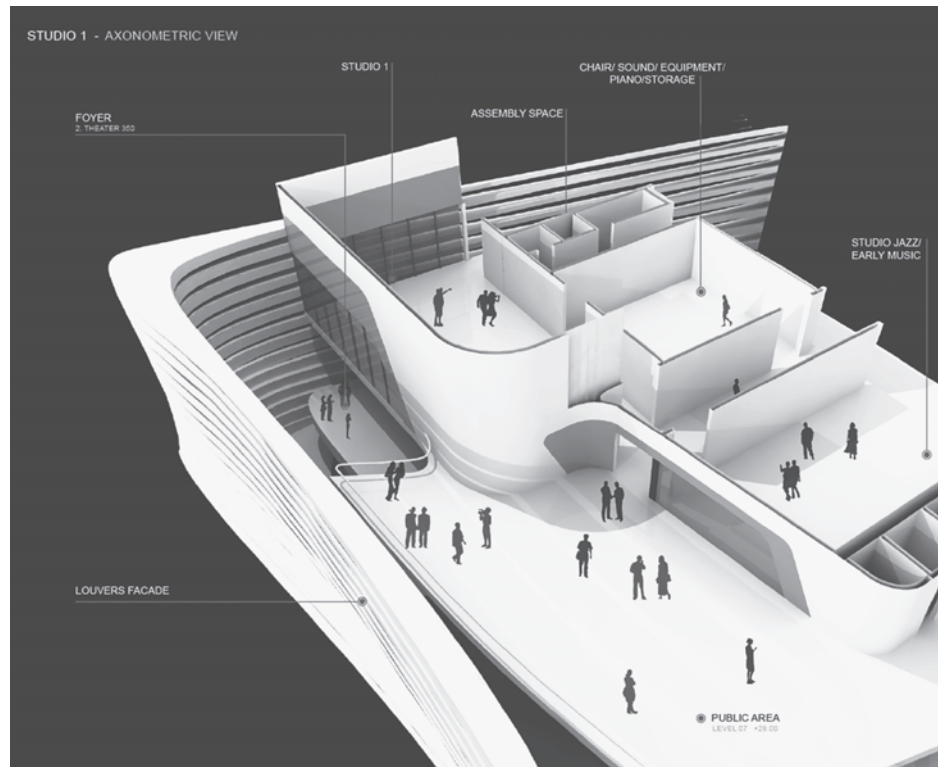 STUDIO 1 - AXONOMETRIC VIEW
STUDIO 1
CHAIR/ SOUND/ EQUIPMENT/
PIANO/STORAGE
ASSEMBLY SPACE
FOYER
2. THEATER 350
STUDIO JAZZ/
EARLY MUSIC
LOUVERS FACADE
PUBLIC AREA
LEVEL 07 +26.00